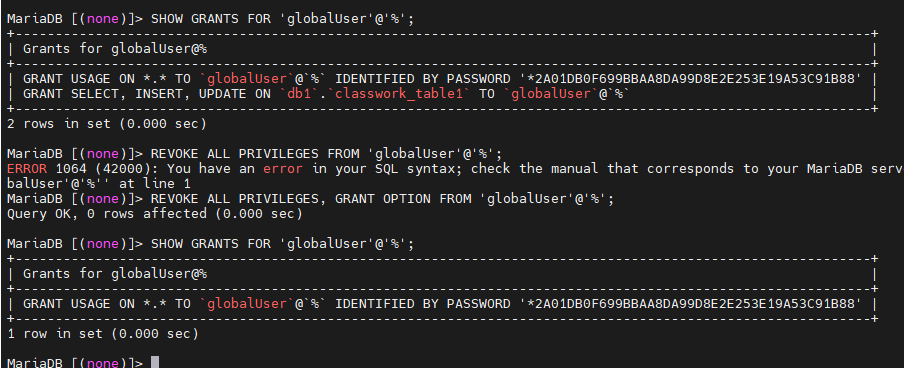 MariaDB [(none)]> SHOW GRANTS FOR 'globalUser'@'%';
+-----------------------------------------------------------------------------------------------------------+
| Grants for globalUser@%                                                                                   |
+-----------------------------------------------------------------------------------------------------------+
| GRANT USAGE ON *.* TO `globalUser`@`%` IDENTIFIED BY PASSWORD '*2A01DB0F699BBAA8DA99D8E2E253E19A53C91B88' |
| GRANT SELECT, INSERT, UPDATE ON `db1`.`classwork_table1` TO `globalUser`@`%`                              |
+-----------------------------------------------------------------------------------------------------------+
2 rows in set (0.000 sec)
MariaDB [(none)]> REVOKE ALL PRIVILEGES FROM 'globalUser'@'%';
ERROR 1064 (42000): You have an error in your SQL syntax; check the manual that corresponds to your MariaDB serv
balUser'@'%'' at line 1
MariaDB [(none)]> REVOKE ALL PRIVILEGES, GRANT OPTION FROM 'globalUser'@'%';
Query OK, 0 rows affected (0.000 sec)
MariaDB [(none)]> SHOW GRANTS FOR 'globalUser'@'%';
+-----------------------------------------------------------------------------------------------------------+
| Grants for globalUser@%                                                                                   |
+-----------------------------------------------------------------------------------------------------------+
| GRANT USAGE ON *.* TO `globalUser`@`%` IDENTIFIED BY PASSWORD '*2A01DB0F699BBAA8DA99D8E2E253E19A53C91B88' |
+-----------------------------------------------------------------------------------------------------------+
1 row in set (0.000 sec)
MariaDB [(none)]>